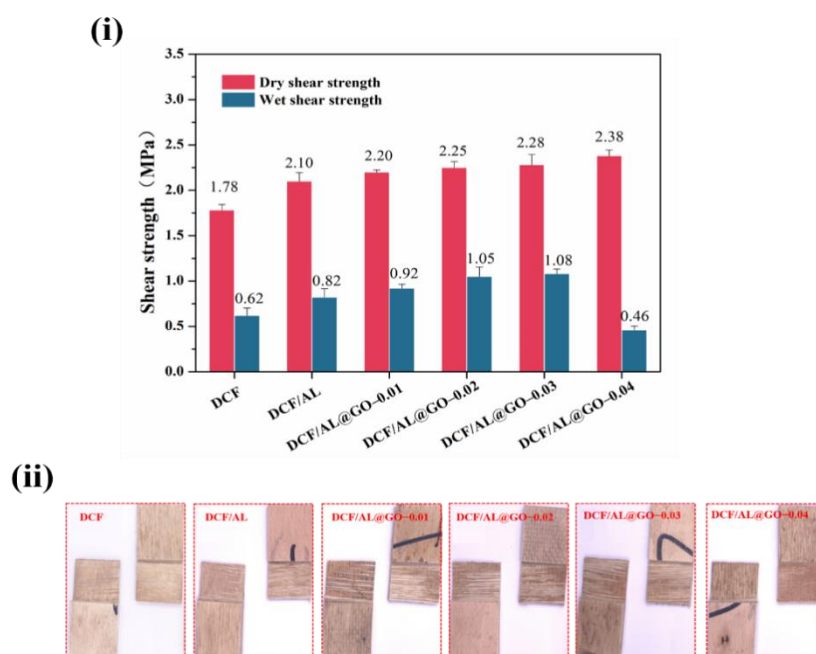 (i)
3.5
3.0
2.5
2.0
1.5
1.0
0.5
0.0
Shear strength（MPa）
Dry shear strength
Wet shear strength
1.78
0.62
2.10
0.82
2.20
0.92
2.25
1.05
2.28
1.08
2.38
0.46
DCF
DCF/AL
DCF/AL@GO−0.01
DCF/AL@GO−0.02
DCF/AL@GO−0.03
DCF/AL@GO−0.04
(ii)
DCF
DCF/AL
DCF/AL@GO−0.01
DCF/AL@GO−0.02
DCF/AL@GO−0.03
DCF/AL@GO−0.04